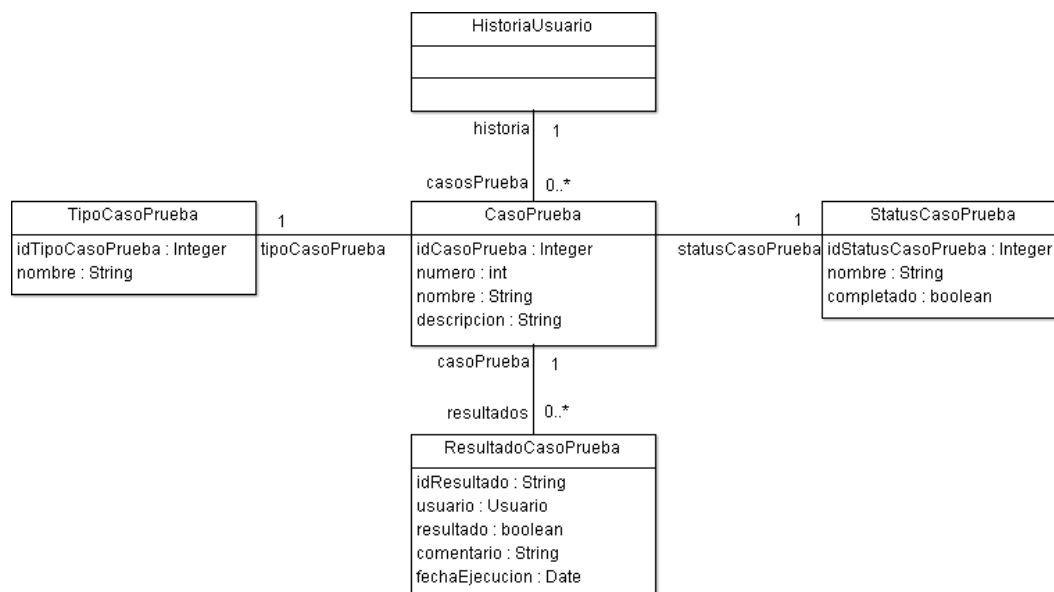 HistoriaUsuario
historia 1
casosPrueba 0..*
TipoCasoPrueba
idTipoCasoPrueba : Integer
nombre : String
1
tipoCasoPrueba
CasoPrueba
idCasoPrueba : Integer
numero : int
nombre : String
descripcion : String
1
statusCasoPrueba
StatusCasoPrueba
idStatusCasoPrueba : Integer
nombre : String
completado : boolean
casoPrueba 1
resultados 0..*
ResultadoCasoPrueba
idResultado : String
usuario : Usuario
resultado : boolean
comentario : String
fechaEjecucion : Date